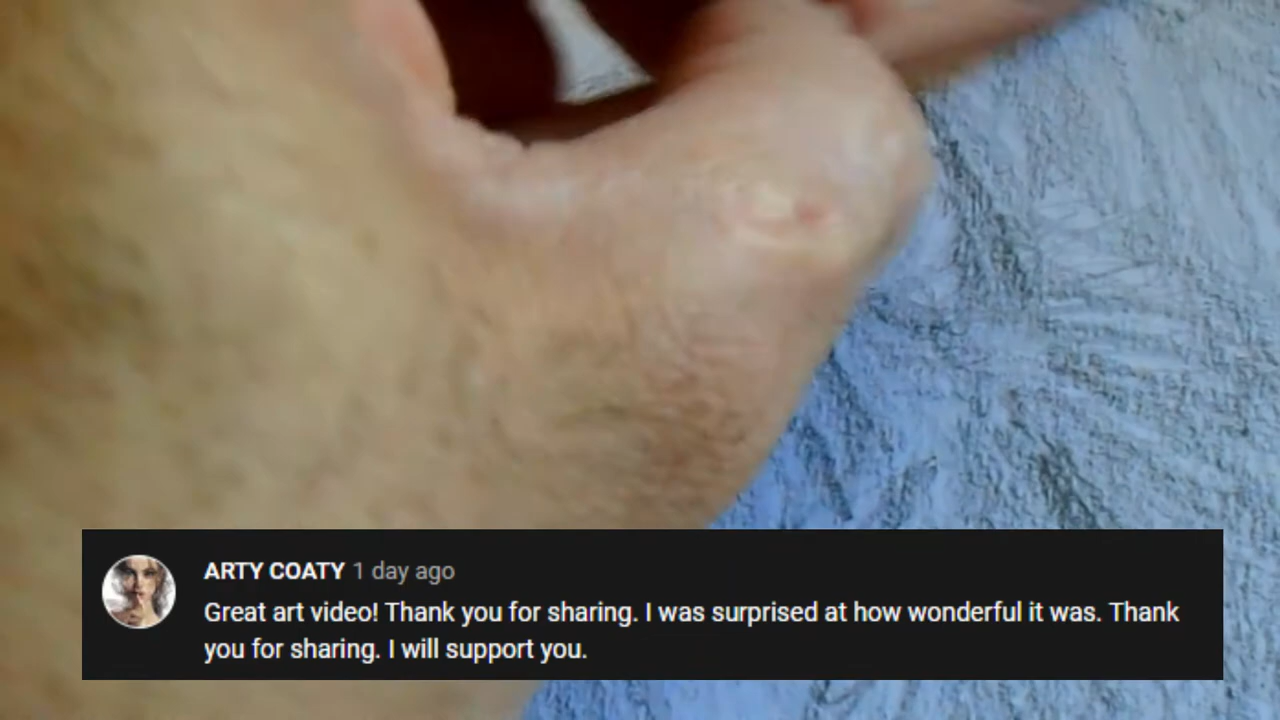 ARTY COATY 1 day ago
Great art video! Thank you for sharing. I was surprised at how wonderful it was. Thank
you for sharing. I will support you.